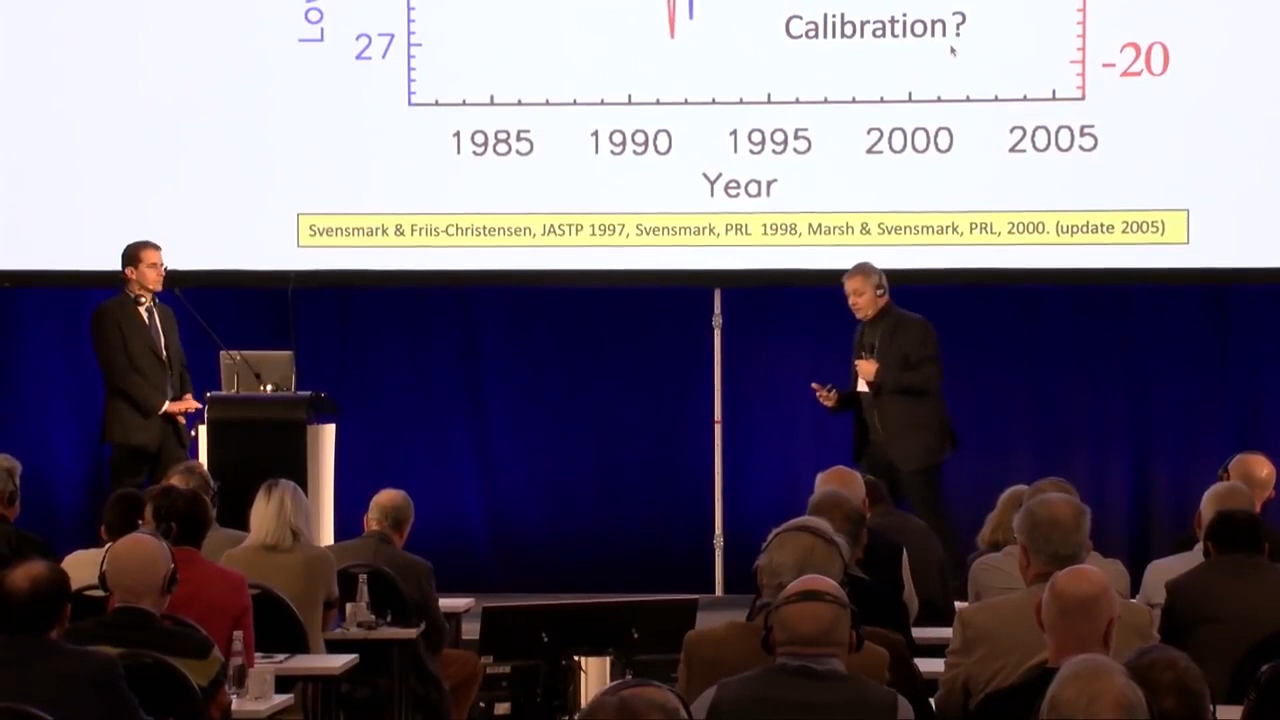 Lo
27
Calibration?
-20
1985 1990 1995 2000 2005
Year
Svensmark & Friis-Christensen, JASTP 1997, Svensmark, PRL 1998, Marsh & Svensmark, PRL, 2000. (update 2005)